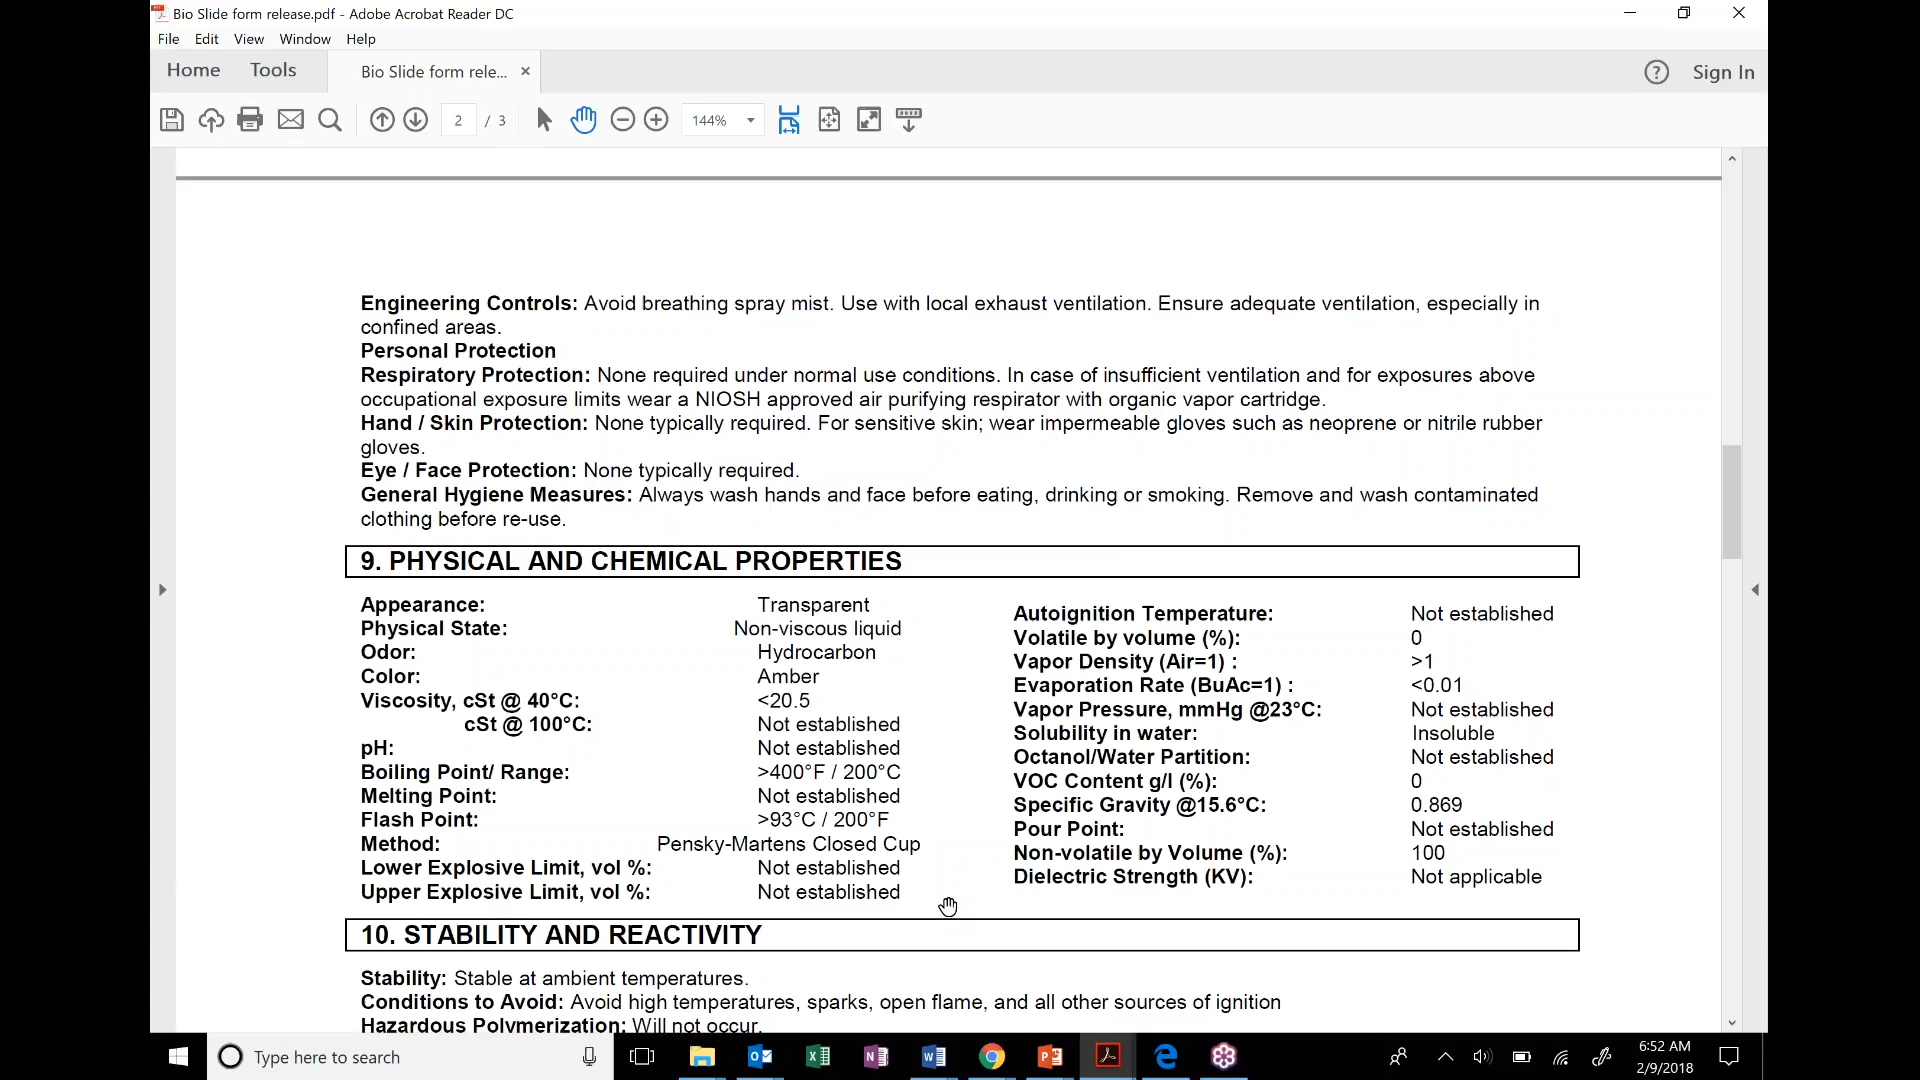 Bio Slide form release.pdf - Adobe Acrobat Reader DC
File Edit View Window Help
Home Tools Bio Slide form rele... × ? Sign In
2 / 3 144%
Engineering Controls: Avoid breathing spray mist. Use with local exhaust ventilation. Ensure adequate ventilation, especially in
confined areas.
Personal Protection
Respiratory Protection: None required under normal use conditions. In case of insufficient ventilation and for exposures above
occupational exposure limits wear a NIOSH approved air purifying respirator with organic vapor cartridge.
Hand / Skin Protection: None typically required. For sensitive skin; wear impermeable gloves such as neoprene or nitrile rubber
gloves.
Eye / Face Protection: None typically required.
General Hygiene Measures: Always wash hands and face before eating, drinking or smoking. Remove and wash contaminated
clothing before re-use.
9. PHYSICAL AND CHEMICAL PROPERTIES
Appearance: Transparent
Physical State: Non-viscous liquid
Odor: Hydrocarbon
Color: Amber
Viscosity, cSt @ 40°C: <20.5
cSt @ 100°C: Not established
pH: Not established
Boiling Point/ Range: >400°F / 200°C
Melting Point: Not established
Flash Point: >93°C / 200°F
Method: Pensky-Martens Closed Cup
Lower Explosive Limit, vol %: Not established
Upper Explosive Limit, vol %: Not established
Autoignition Temperature: Not established
Volatile by volume (%): 0
Vapor Density (Air=1) : >1
Evaporation Rate (BuAc=1) : <0.01
Vapor Pressure, mmHg @23°C: Not established
Solubility in water: Insoluble
Octanol/Water Partition: Not established
VOC Content g/l (%): 0
Specific Gravity @15.6°C: 0.869
Pour Point: Not established
Non-volatile by Volume (%): 100
Dielectric Strength (KV): Not applicable
10. STABILITY AND REACTIVITY
Stability: Stable at ambient temperatures.
Conditions to Avoid: Avoid high temperatures, sparks, open flame, and all other sources of ignition
Hazardous Polymerization: Will not occur.
Type here to search
6:52 AM
2/9/2018